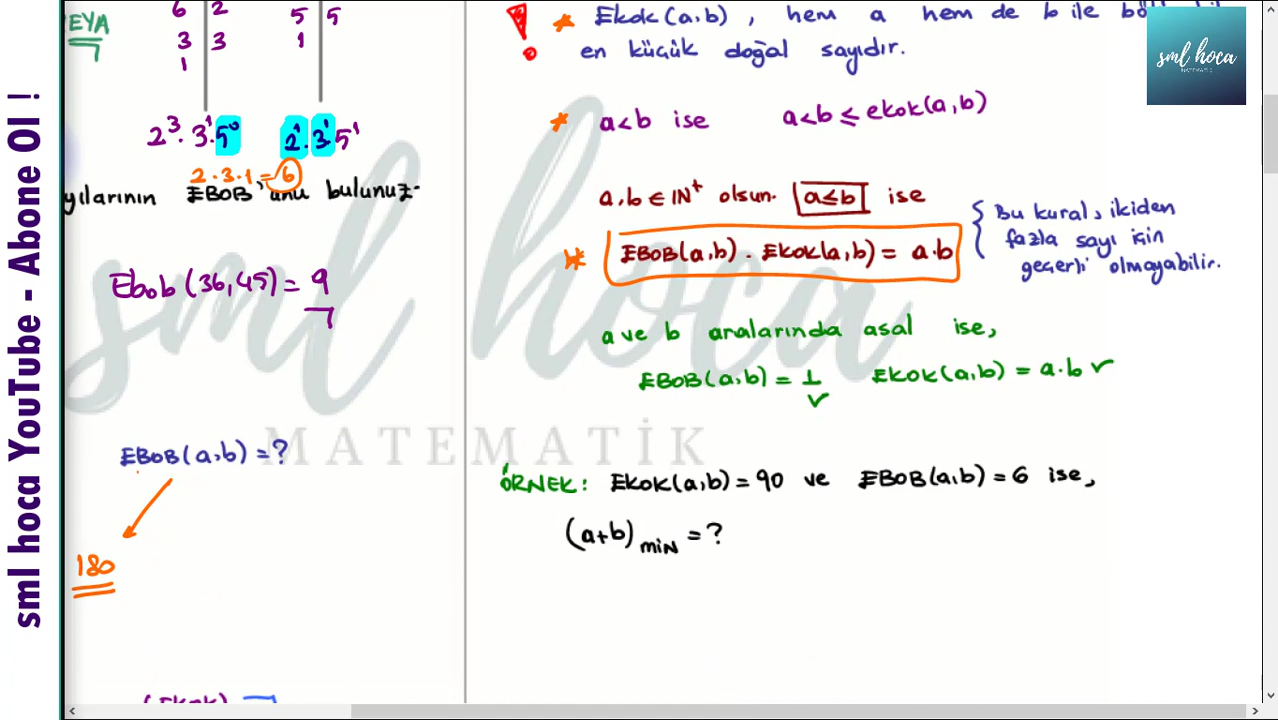 sml hoca YouTube - Abone Ol !
EYA
6 2
3 3
1
5 5
1
2³. 3¹. 5⁰ 2¹. 3¹ 5¹
2.3.1 = 6
yılarının EBOB'unu bulunuz.
Ebob (36,45) = 9
EBOB (a,b) = ?
180
(EKOK)
! * Ekok (a,b) , hem a hem de b ile
en küçük doğal sayıdır.
* a<b ise a<b ≤ ekok(a,b)
a,b ∈ IN⁺ olsun. a≤b ise
* EBOB(a,b) . EKOK(a,b) = a.b
{ Bu kural, ikiden
fazla sayı için
geçerli olmayabilir.
a ve b aralarında asal ise,
EBOB(a,b) = 1 ✓ EKOK(a,b) = a.b ✓
ÖRNEK: EKOK(a,b) = 90 ve EBOB(a,b) = 6 ise,
(a+b) min = ?
sml hoca
MATEMATİK
sml hoca
MATEMATİK